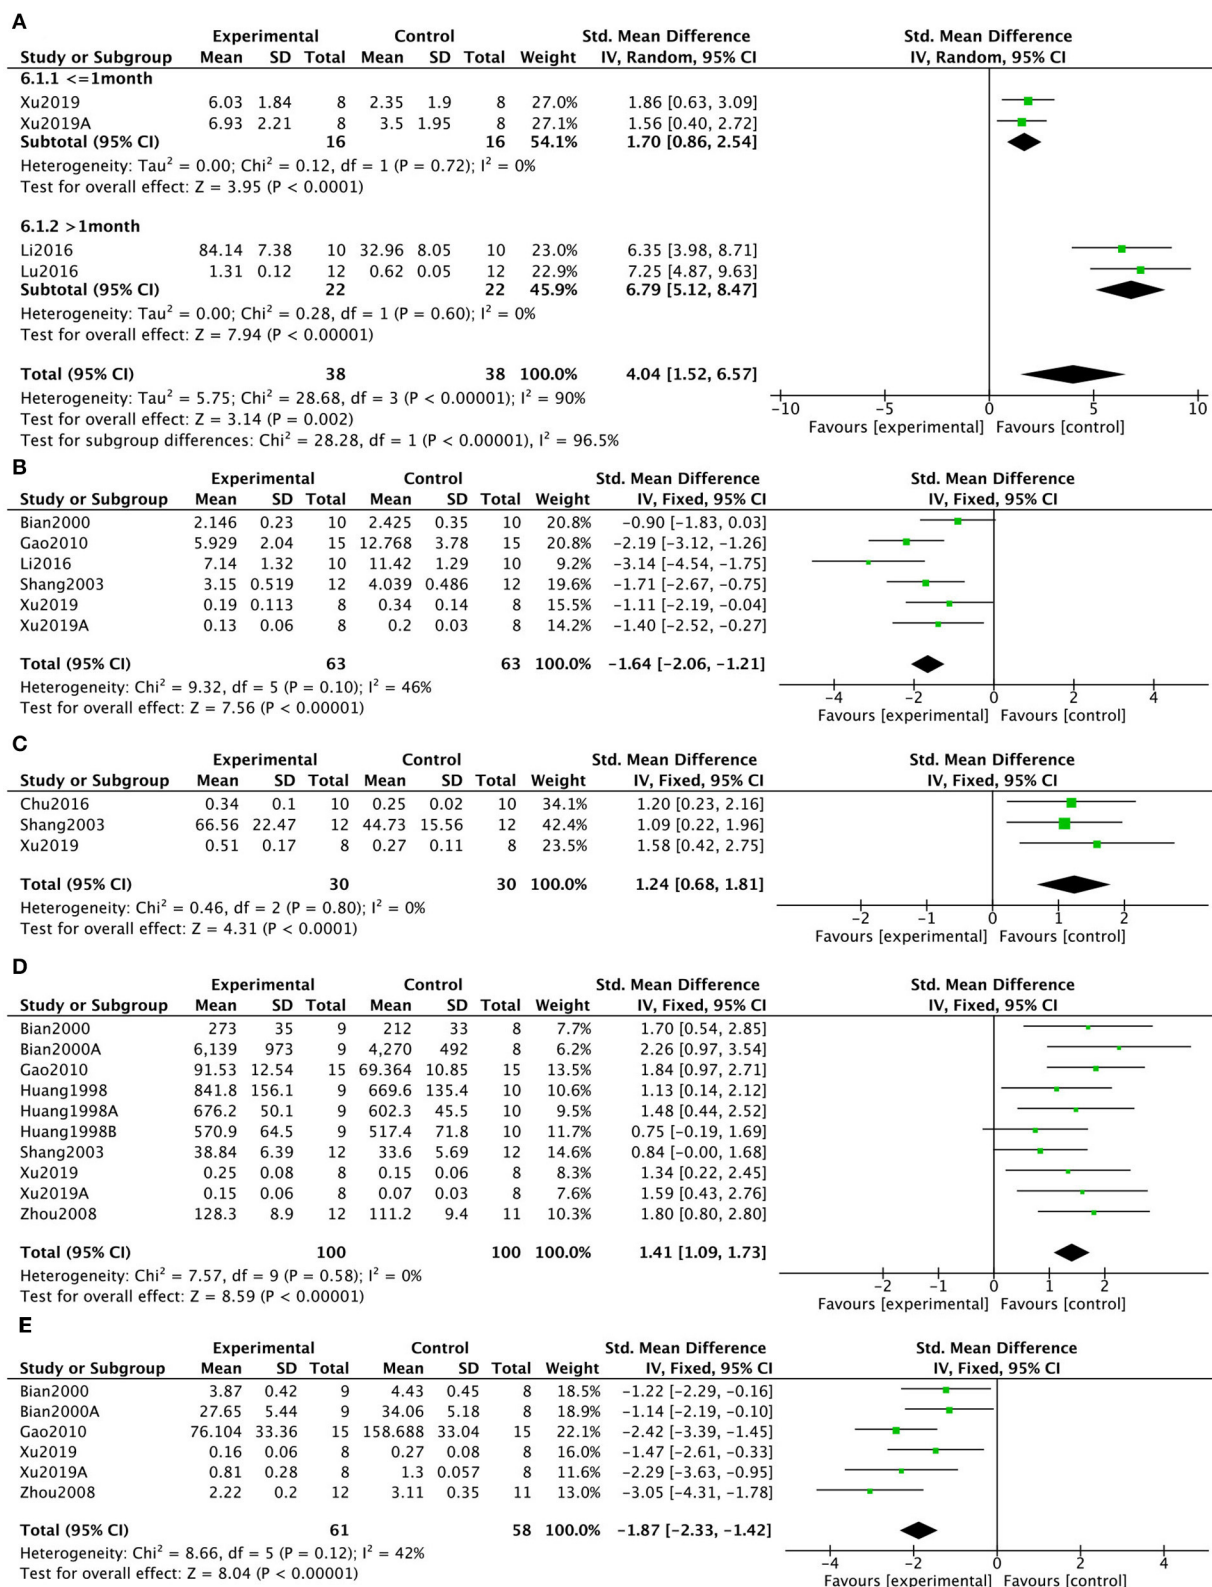 A
Experimental Control Std. Mean Difference Std. Mean Difference
Study or Subgroup Mean SD Total Mean SD Total Weight IV, Random, 95% CI IV, Random, 95% CI
6.1.1 <=1month
Xu2019 6.03 1.84 8 2.35 1.9 8 27.0% 1.86 [0.63, 3.09]
Xu2019A 6.93 2.21 8 3.5 1.95 8 27.1% 1.56 [0.40, 2.72]
Subtotal (95% CI) 16 16 54.1% 1.70 [0.86, 2.54]
Heterogeneity: Tau² = 0.00; Chi² = 0.12, df = 1 (P = 0.72); I² = 0%
Test for overall effect: Z = 3.95 (P < 0.0001)
6.1.2 >1month
Li2016 84.14 7.38 10 32.96 8.05 10 23.0% 6.35 [3.98, 8.71]
Lu2016 1.31 0.12 12 0.62 0.05 12 22.9% 7.25 [4.87, 9.63]
Subtotal (95% CI) 22 22 45.9% 6.79 [5.12, 8.47]
Heterogeneity: Tau² = 0.00; Chi² = 0.28, df = 1 (P = 0.60); I² = 0%
Test for overall effect: Z = 7.94 (P < 0.00001)
Total (95% CI) 38 38 100.0% 4.04 [1.52, 6.57]
Heterogeneity: Tau² = 5.75; Chi² = 28.68, df = 3 (P < 0.00001); I² = 90%
Test for overall effect: Z = 3.14 (P = 0.002)
Test for subgroup differences: Chi² = 28.28, df = 1 (P < 0.00001), I² = 96.5%
-10 -5 0 5 10
Favours [experimental] Favours [control]
B
Experimental Control Std. Mean Difference Std. Mean Difference
Study or Subgroup Mean SD Total Mean SD Total Weight IV, Fixed, 95% CI IV, Fixed, 95% CI
Bian2000 2.146 0.23 10 2.425 0.35 10 20.8% -0.90 [-1.83, 0.03]
Gao2010 5.929 2.04 15 12.768 3.78 15 20.8% -2.19 [-3.12, -1.26]
Li2016 7.14 1.32 10 11.42 1.29 10 9.2% -3.14 [-4.54, -1.75]
Shang2003 3.15 0.519 12 4.039 0.486 12 19.6% -1.71 [-2.67, -0.75]
Xu2019 0.19 0.113 8 0.34 0.14 8 15.5% -1.11 [-2.19, -0.04]
Xu2019A 0.13 0.06 8 0.2 0.03 8 14.2% -1.40 [-2.52, -0.27]
Total (95% CI) 63 63 100.0% -1.64 [-2.06, -1.21]
Heterogeneity: Chi² = 9.32, df = 5 (P = 0.10); I² = 46%
Test for overall effect: Z = 7.56 (P < 0.00001)
-4 -2 0 2 4
Favours [experimental] Favours [control]
C
Experimental Control Std. Mean Difference Std. Mean Difference
Study or Subgroup Mean SD Total Mean SD Total Weight IV, Fixed, 95% CI IV, Fixed, 95% CI
Chu2016 0.34 0.1 10 0.25 0.02 10 34.1% 1.20 [0.23, 2.16]
Shang2003 66.56 22.47 12 44.73 15.56 12 42.4% 1.09 [0.22, 1.96]
Xu2019 0.51 0.17 8 0.27 0.11 8 23.5% 1.58 [0.42, 2.75]
Total (95% CI) 30 30 100.0% 1.24 [0.68, 1.81]
Heterogeneity: Chi² = 0.46, df = 2 (P = 0.80); I² = 0%
Test for overall effect: Z = 4.31 (P < 0.0001)
-2 -1 0 1 2
Favours [experimental] Favours [control]
D
Experimental Control Std. Mean Difference Std. Mean Difference
Study or Subgroup Mean SD Total Mean SD Total Weight IV, Fixed, 95% CI IV, Fixed, 95% CI
Bian2000 273 35 9 212 33 8 7.7% 1.70 [0.54, 2.85]
Bian2000A 6,139 973 9 4,270 492 8 6.2% 2.26 [0.97, 3.54]
Gao2010 91.53 12.54 15 69.364 10.85 15 13.5% 1.84 [0.97, 2.71]
Huang1998 841.8 156.1 9 669.6 135.4 10 10.6% 1.13 [0.14, 2.12]
Huang1998A 676.2 50.1 9 602.3 45.5 10 9.5% 1.48 [0.44, 2.52]
Huang1998B 570.9 64.5 9 517.4 71.8 10 11.7% 0.75 [-0.19, 1.69]
Shang2003 38.84 6.39 12 33.6 5.69 12 14.6% 0.84 [-0.00, 1.68]
Xu2019 0.25 0.08 8 0.15 0.06 8 8.3% 1.34 [0.22, 2.45]
Xu2019A 0.15 0.06 8 0.07 0.03 8 7.6% 1.59 [0.43, 2.76]
Zhou2008 128.3 8.9 12 111.2 9.4 11 10.3% 1.80 [0.80, 2.80]
Total (95% CI) 100 100 100.0% 1.41 [1.09, 1.73]
Heterogeneity: Chi² = 7.57, df = 9 (P = 0.58); I² = 0%
Test for overall effect: Z = 8.59 (P < 0.00001)
-2 -1 0 1 2
Favours [experimental] Favours [control]
E
Experimental Control Std. Mean Difference Std. Mean Difference
Study or Subgroup Mean SD Total Mean SD Total Weight IV, Fixed, 95% CI IV, Fixed, 95% CI
Bian2000 3.87 0.42 9 4.43 0.45 8 18.5% -1.22 [-2.29, -0.16]
Bian2000A 27.65 5.44 9 34.06 5.18 8 18.9% -1.14 [-2.19, -0.10]
Gao2010 76.104 33.36 15 158.688 33.04 15 22.1% -2.42 [-3.39, -1.45]
Xu2019 0.16 0.06 8 0.27 0.08 8 16.0% -1.47 [-2.61, -0.33]
Xu2019A 0.81 0.28 8 1.3 0.057 8 11.6% -2.29 [-3.63, -0.95]
Zhou2008 2.22 0.2 12 3.11 0.35 11 13.0% -3.05 [-4.31, -1.78]
Total (95% CI) 61 58 100.0% -1.87 [-2.33, -1.42]
Heterogeneity: Chi² = 8.66, df = 5 (P = 0.12); I² = 42%
Test for overall effect: Z = 8.04 (P < 0.00001)
-4 -2 0 2 4
Favours [experimental] Favours [control]